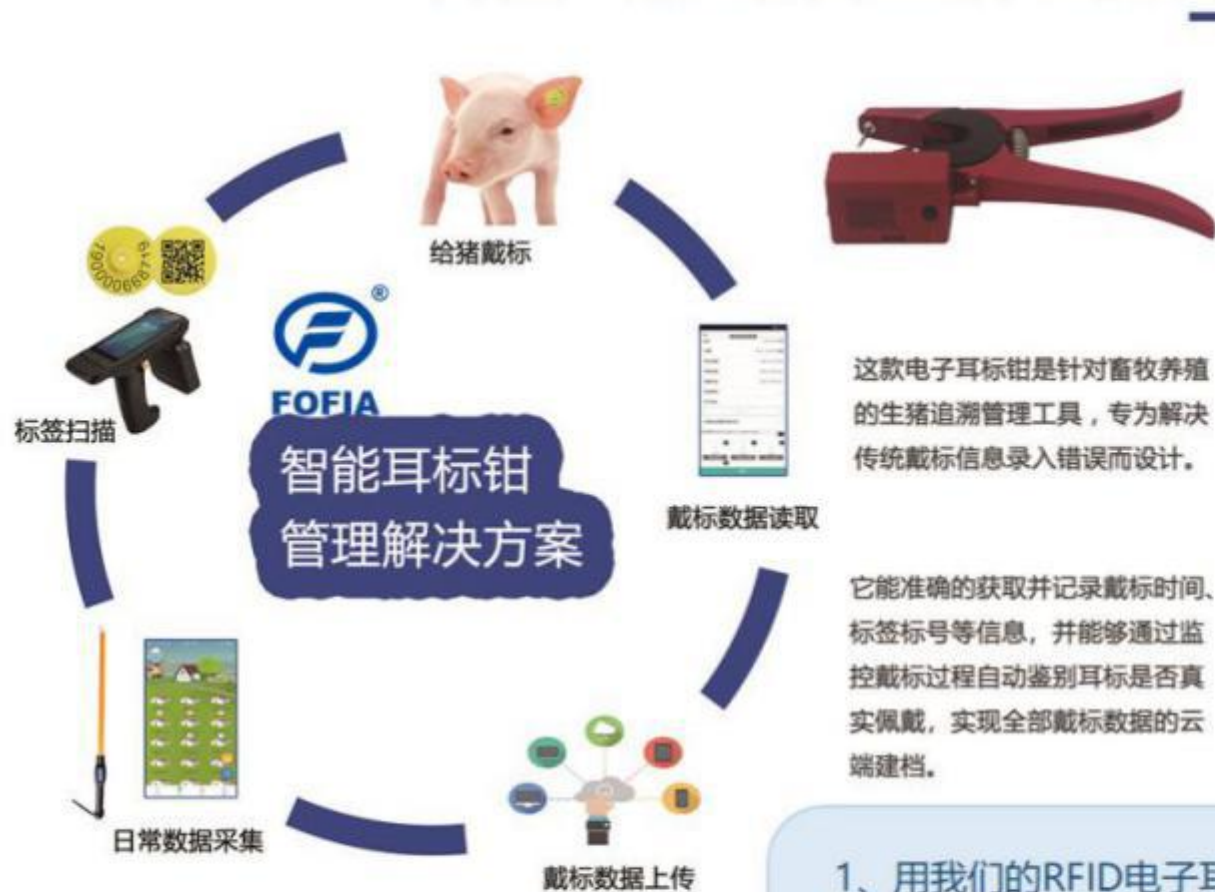 给猪戴标
790000668719
®
FOFIA
标签扫描
智能耳标钳
管理解决方案
戴标数据读取
这款电子耳标钳是针对畜牧养殖
的生猪追溯管理工具，专为解决
传统戴标信息录入错误而设计。
它能准确的获取并记录戴标时间、
标签标号等信息，并能够通过监
控戴标过程自动鉴别耳标是否真
实佩戴，实现全部戴标数据的云
端建档。
日常数据采集
戴标数据上传
1、用我们的RFID电子耳